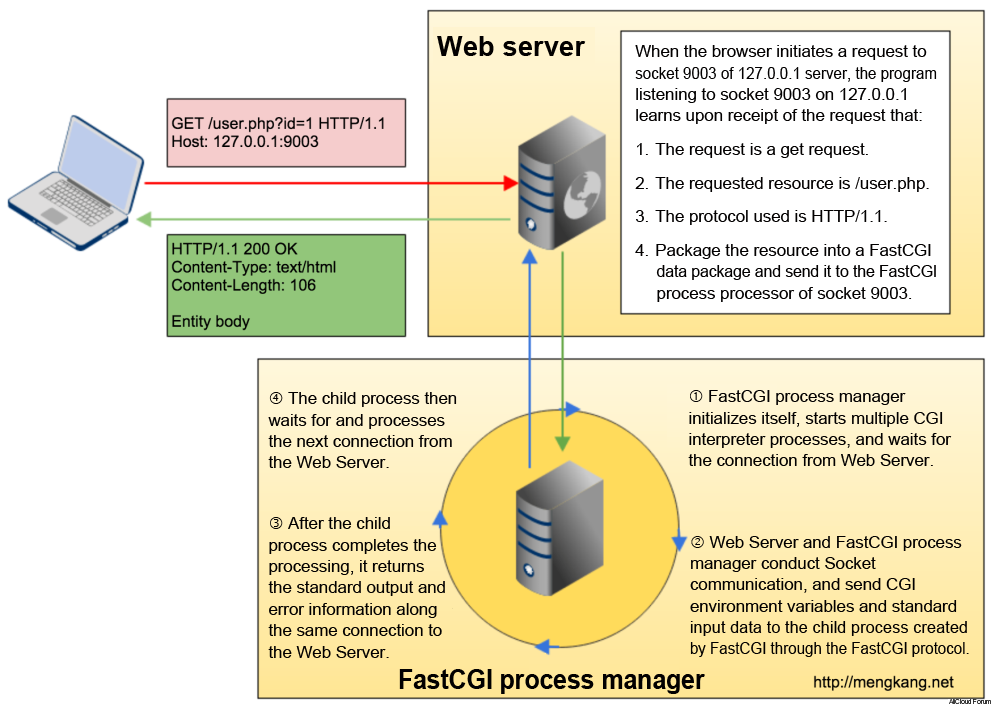 Web server
When the browser initiates a request to
socket 9003 of 127.0.0.1 server, the program
listening to socket 9003 on 127.0.0.1
learns upon receipt of the request that:
1. The request is a get request.
2. The requested resource is /user.php.
3. The protocol used is HTTP/1.1.
4. Package the resource into a FastCGI
data package and send it to the FastCGI
process processor of socket 9003.
GET /user.php?id=1 HTTP/1.1
Host: 127.0.0.1:9003
HTTP/1.1 200 OK
Content-Type: text/html
Content-Length: 106
Entity body
① FastCGI process manager
initializes itself, starts multiple CGI
interpreter processes, and waits for
the connection from Web Server.
② Web Server and FastCGI process
manager conduct Socket
communication, and send CGI
environment variables and standard
input data to the child process created
by FastCGI through the FastCGI protocol.
③ After the child
process completes the
processing, it returns
the standard output and
error information along
the same connection to
the Web Server.
④ The child process then
waits for and processes
the next connection from
the Web Server.
FastCGI process manager
http://mengkang.net
AliCloud Forum